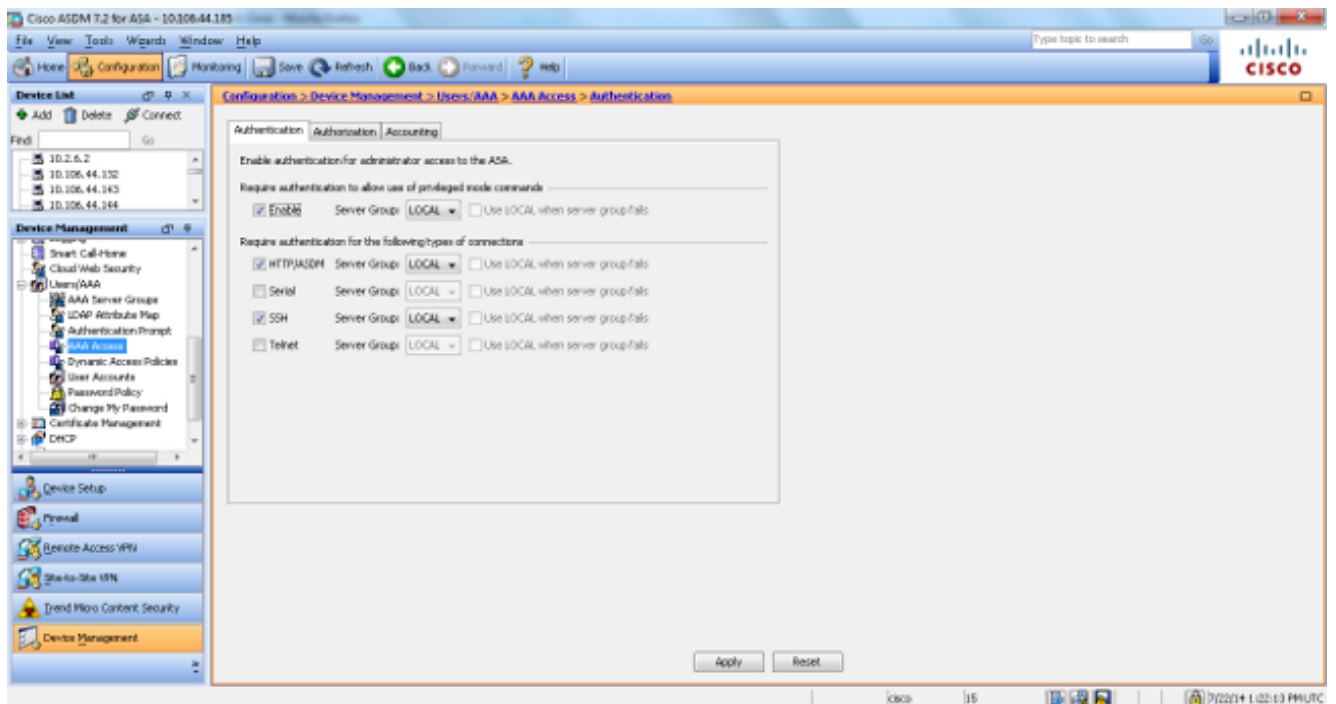 Cisco ASDM 7.2 for ASA - 10.106.44.185
File View Tools Wizards Window Help
Type topic to search Go
Home Configuration Monitoring Save Refresh Back Forward Help
CISCO
Device List
Add Delete Connect
Find: Go
10.2.6.2
10.106.44.132
10.106.44.143
10.106.44.144
Device Management
Smart Call-Home
Cloud Web Security
Users/AAA
AAA Server Groups
LDAP Attribute Map
Authentication Prompt
AAA Access
Dynamic Access Policies
User Accounts
Password Policy
Change My Password
Certificate Management
DHCP
Device Setup
Firewall
Remote Access VPN
Site-to-Site VPN
Trend Micro Content Security
Device Management
Configuration > Device Management > Users/AAA > AAA Access > Authentication
Authentication Authorization Accounting
Enable authentication for administrator access to the ASA.
Require authentication to allow use of privileged mode commands
Enable Server Group: LOCAL Use LOCAL when server group fails
Require authentication for the following types of connections
HTTP/ASDM Server Group: LOCAL Use LOCAL when server group fails
Serial Server Group: LOCAL Use LOCAL when server group fails
SSH Server Group: LOCAL Use LOCAL when server group fails
Telnet Server Group: LOCAL Use LOCAL when server group fails
Apply Reset
cisco 15 7/22/14 1:22:13 PM UTC